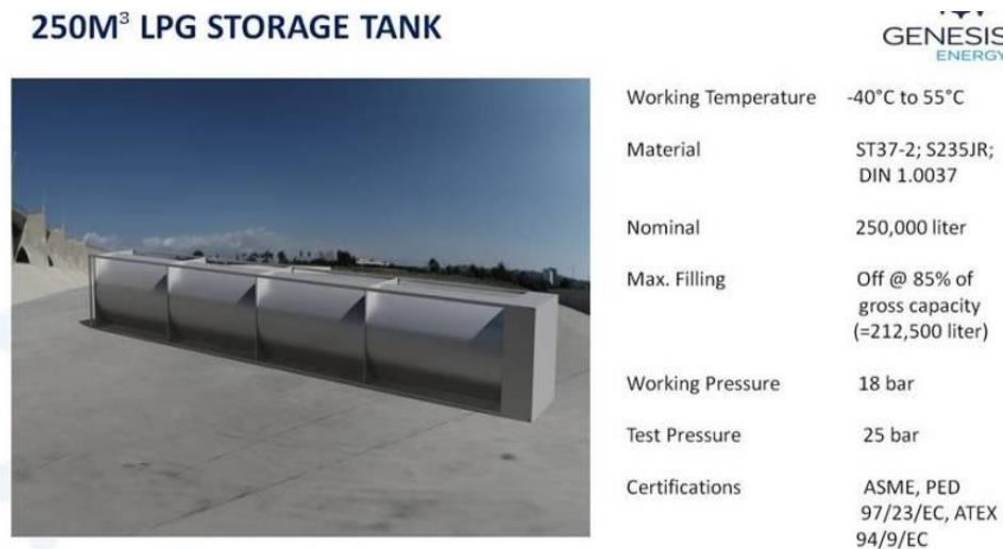 250M³ LPG STORAGE TANK
GENESIS
ENERGY
Working Temperature -40°C to 55°C
Material ST37-2; S235JR;
DIN 1.0037
Nominal 250,000 liter
Max. Filling Off @ 85% of
gross capacity
(=212,500 liter)
Working Pressure 18 bar
Test Pressure 25 bar
Certifications ASME, PED
97/23/EC, ATEX
94/9/EC